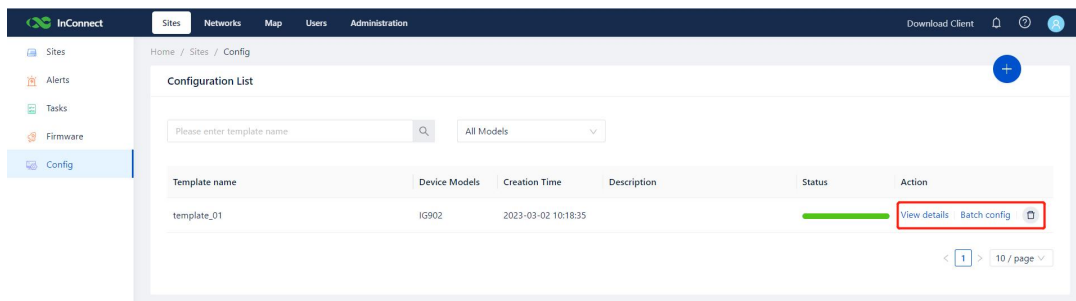 InConnect Sites Networks Map Users Administration Download Client
Sites
Alerts
Tasks
Firmware
Config
Home / Sites / Config
Configuration List
Please enter template name All Models
Template name Device Models Creation Time Description Status Action
template_01 IG902 2023-03-02 10:18:35 View details Batch config
< 1 > 10 / page